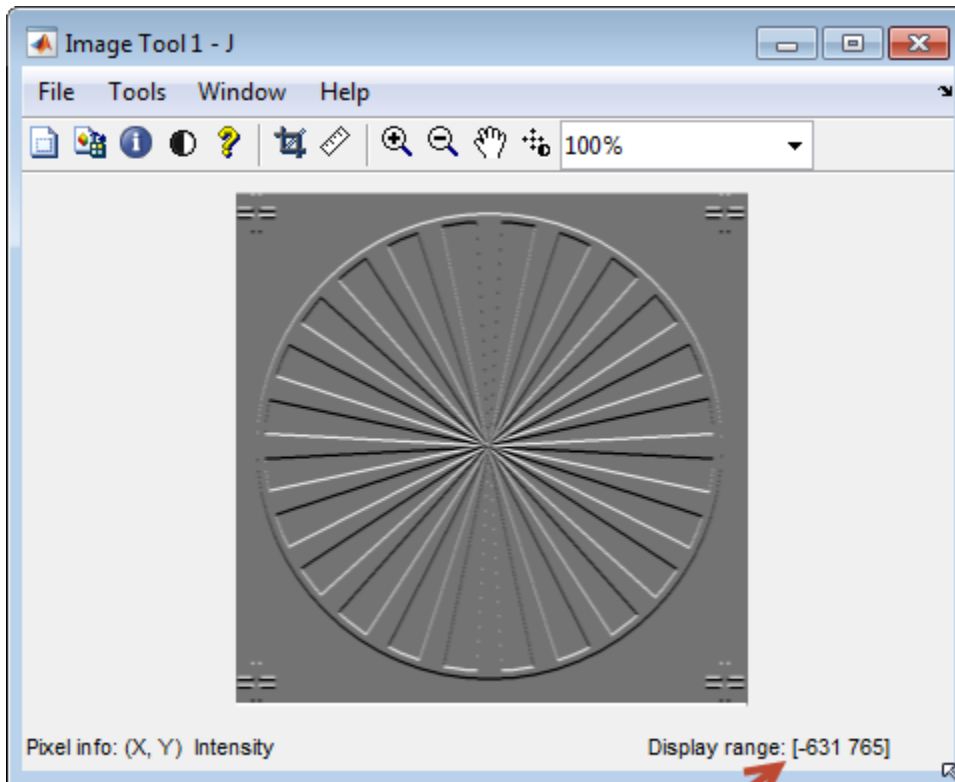 Image Tool 1 - J
File Tools Window Help
100%
Pixel info: (X, Y) Intensity Display range: [-631 765]